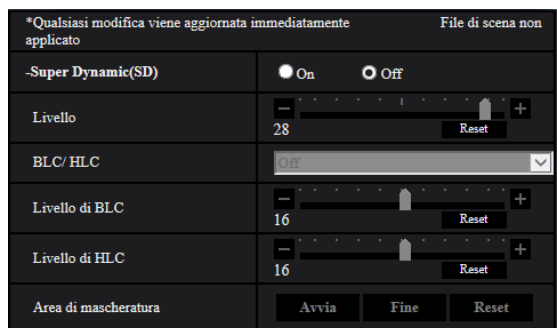 *Qualsiasi modifica viene aggiornata immediatamente File di scena non
applicato
-Super Dynamic(SD) On Off
Livello
28 Reset
BLC/ HLC Off
Livello di BLC
16 Reset
Livello di HLC
16 Reset
Area di mascheratura Avvia Fine Reset